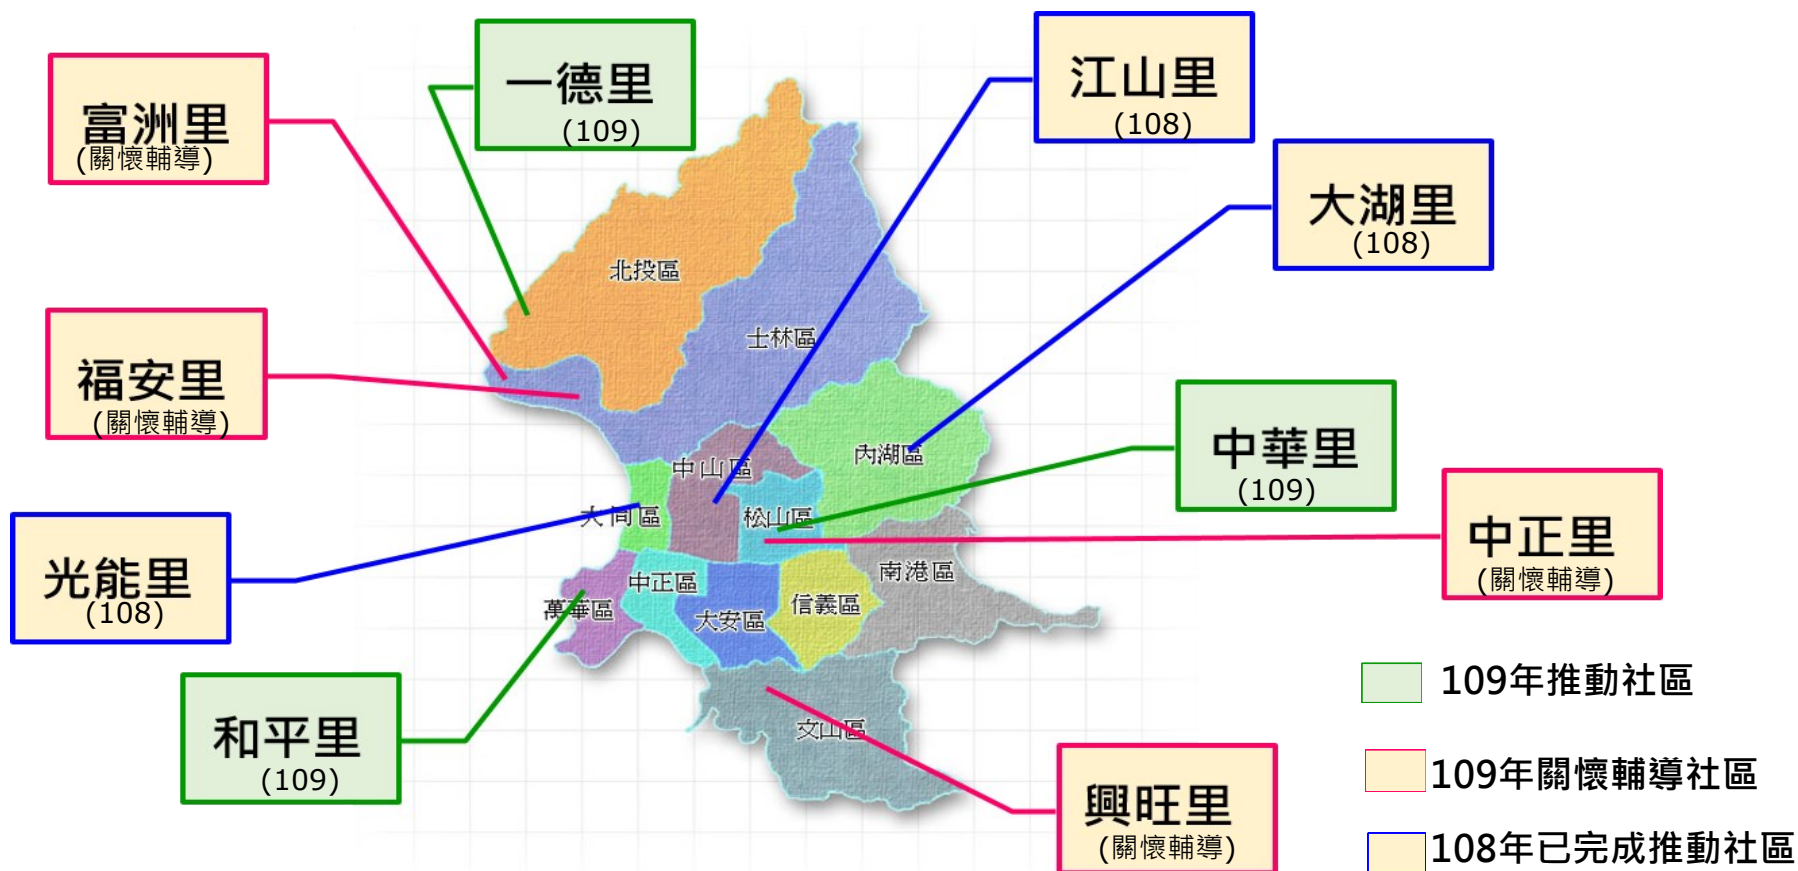 一德里
(109)
江山里
(108)
富洲里
(關懷輔導)
大湖里
(108)
北投區
士林區
福安里
(關懷輔導)
中華里
(109)
內湖區
中山區
松山區
大同區
中正里
(關懷輔導)
光能里
(108)
南港區
中正區
信義區
萬華區
大安區
和平里
(109)
文山區
興旺里
(關懷輔導)
109年推動社區
109年關懷輔導社區
108年已完成推動社區